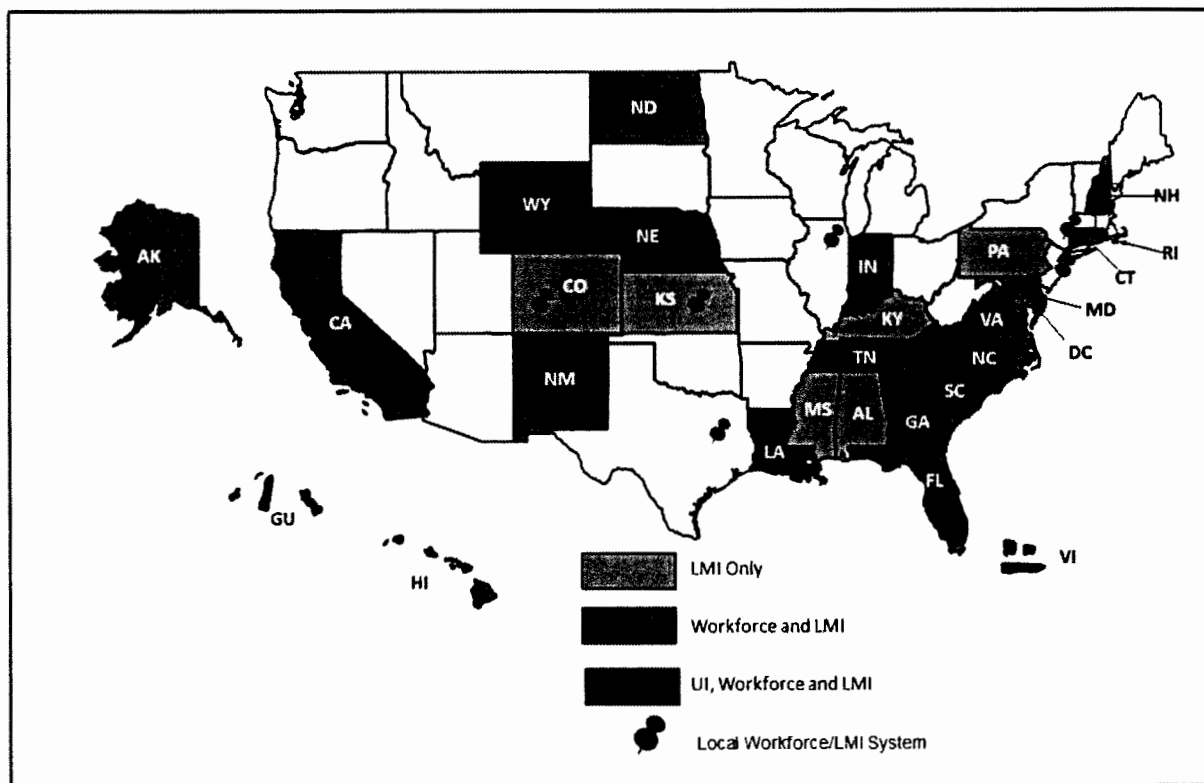 ND
WY
NH
AK
NE
IN
PA
RI
CO
KS
CT
CA
KY
VA
MD
TN
NC
DC
NM
SC
MS
AL
GA
LA
FL
GU
VI
HI
LMI Only
Workforce and LMI
UI, Workforce and LMI
Local Workforce/LMI System